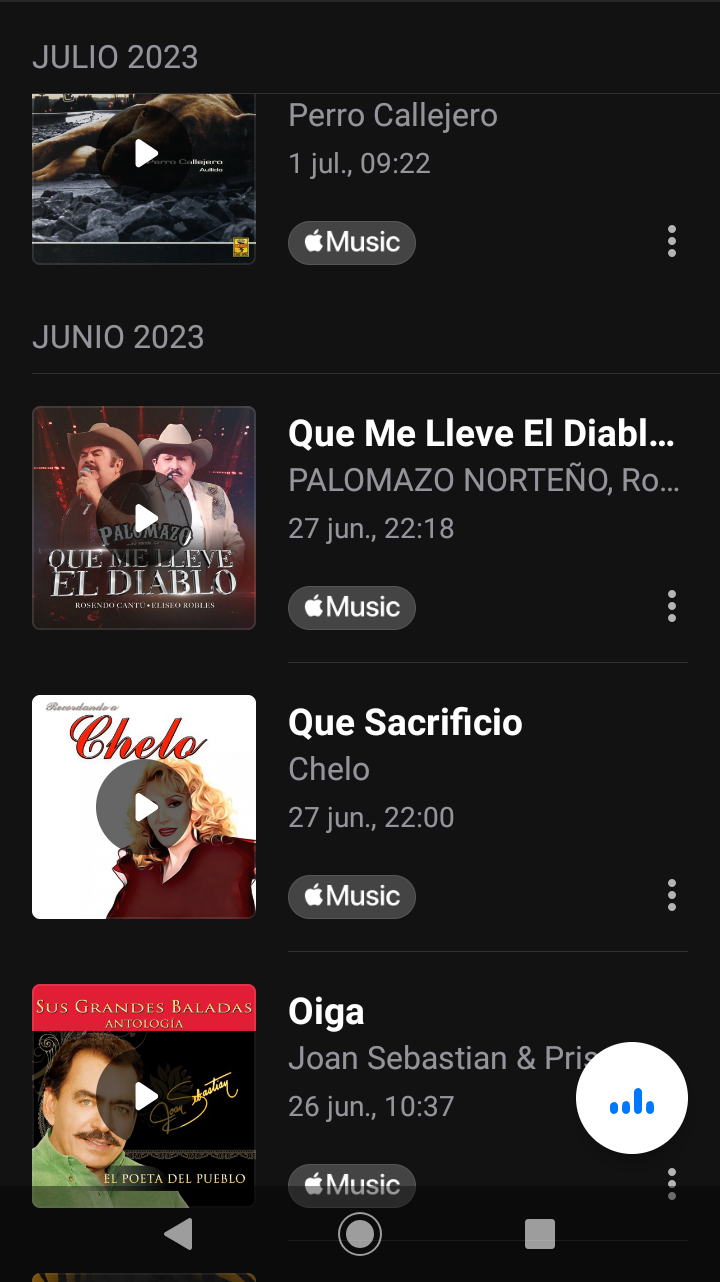 JULIO 2023
Perro Callejero
Aullido
Perro Callejero
1 jul., 09:22
Music
JUNIO 2023
PALOMAZO
QUE ME LLEVE
EL DIABLO
ROSENDO CANTÚ • ELISEO ROBLES
Que Me Lleve El Diabl...
PALOMAZO NORTEÑO, Ro...
27 jun., 22:18
Music
Recordando a
Chelo
Que Sacrificio
Chelo
27 jun., 22:00
Music
SUS GRANDES BALADAS
ANTOLOGÍA
Joan Sebastian
EL POETA DEL PUEBLO
Oiga
Joan Sebastian & Pris
26 jun., 10:37
Music